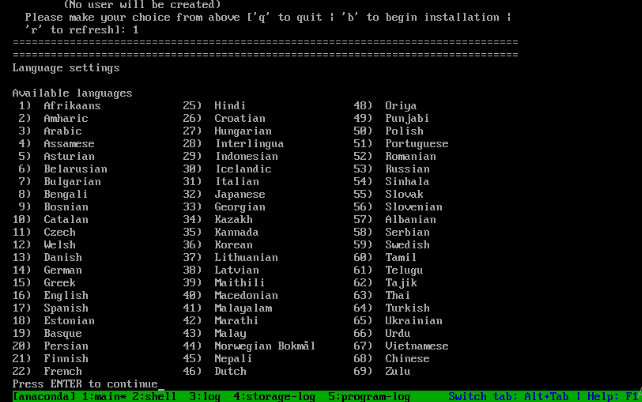 (No user will be created)
Please make your choice from above ['q' to quit | 'b' to begin installation |
'r' to refresh]: 1
================================================================================
================================================================================
Language settings
Available languages
1) Afrikaans 25) Hindi 48) Oriya
2) Amharic 26) Croatian 49) Punjabi
3) Arabic 27) Hungarian 50) Polish
4) Assamese 28) Interlingua 51) Portuguese
5) Asturian 29) Indonesian 52) Romanian
6) Belarusian 30) Icelandic 53) Russian
7) Bulgarian 31) Italian 54) Sinhala
8) Bengali 32) Japanese 55) Slovak
9) Bosnian 33) Georgian 56) Slovenian
10) Catalan 34) Kazakh 57) Albanian
11) Czech 35) Kannada 58) Serbian
12) Welsh 36) Korean 59) Swedish
13) Danish 37) Lithuanian 60) Tamil
14) German 38) Latvian 61) Telugu
15) Greek 39) Maithili 62) Tajik
16) English 40) Macedonian 63) Thai
17) Spanish 41) Malayalam 64) Turkish
18) Estonian 42) Marathi 65) Ukrainian
19) Basque 43) Malay 66) Urdu
20) Persian 44) Norwegian Bokmål 67) Vietnamese
21) Finnish 45) Nepali 68) Chinese
22) French 46) Dutch 69) Zulu
Press ENTER to continue_
[anaconda] 1:main* 2:shell 3:log 4:storage-log 5:program-log Switch tab: Alt+Tab | Help: F1